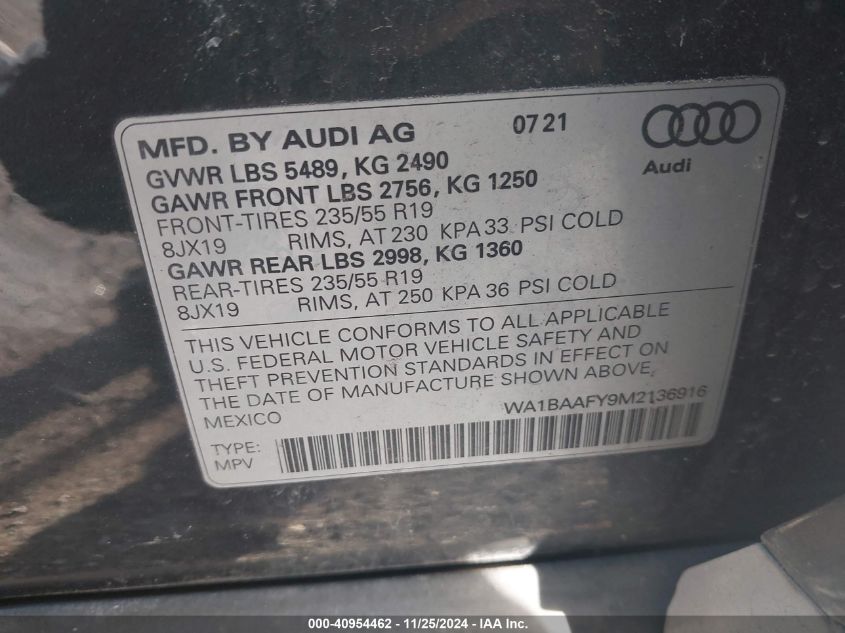 MFD. BY AUDI AG 07 21
GVWR LBS 5489, KG 2490
GAWR FRONT LBS 2756, KG 1250
FRONT-TIRES 235/55 R19
8JX19 RIMS, AT 230 KPA 33 PSI COLD
GAWR REAR LBS 2998, KG 1360
REAR-TIRES 235/55 R19
8JX19 RIMS, AT 250 KPA 36 PSI COLD
Audi
THIS VEHICLE CONFORMS TO ALL APPLICABLE
U.S. FEDERAL MOTOR VEHICLE SAFETY AND
THEFT PREVENTION STANDARDS IN EFFECT ON
THE DATE OF MANUFACTURE SHOWN ABOVE,
MEXICO
WA1BAAFY9M2136916
TYPE:
MPV
000-40954462 - 11/25/2024 - IAA Inc.